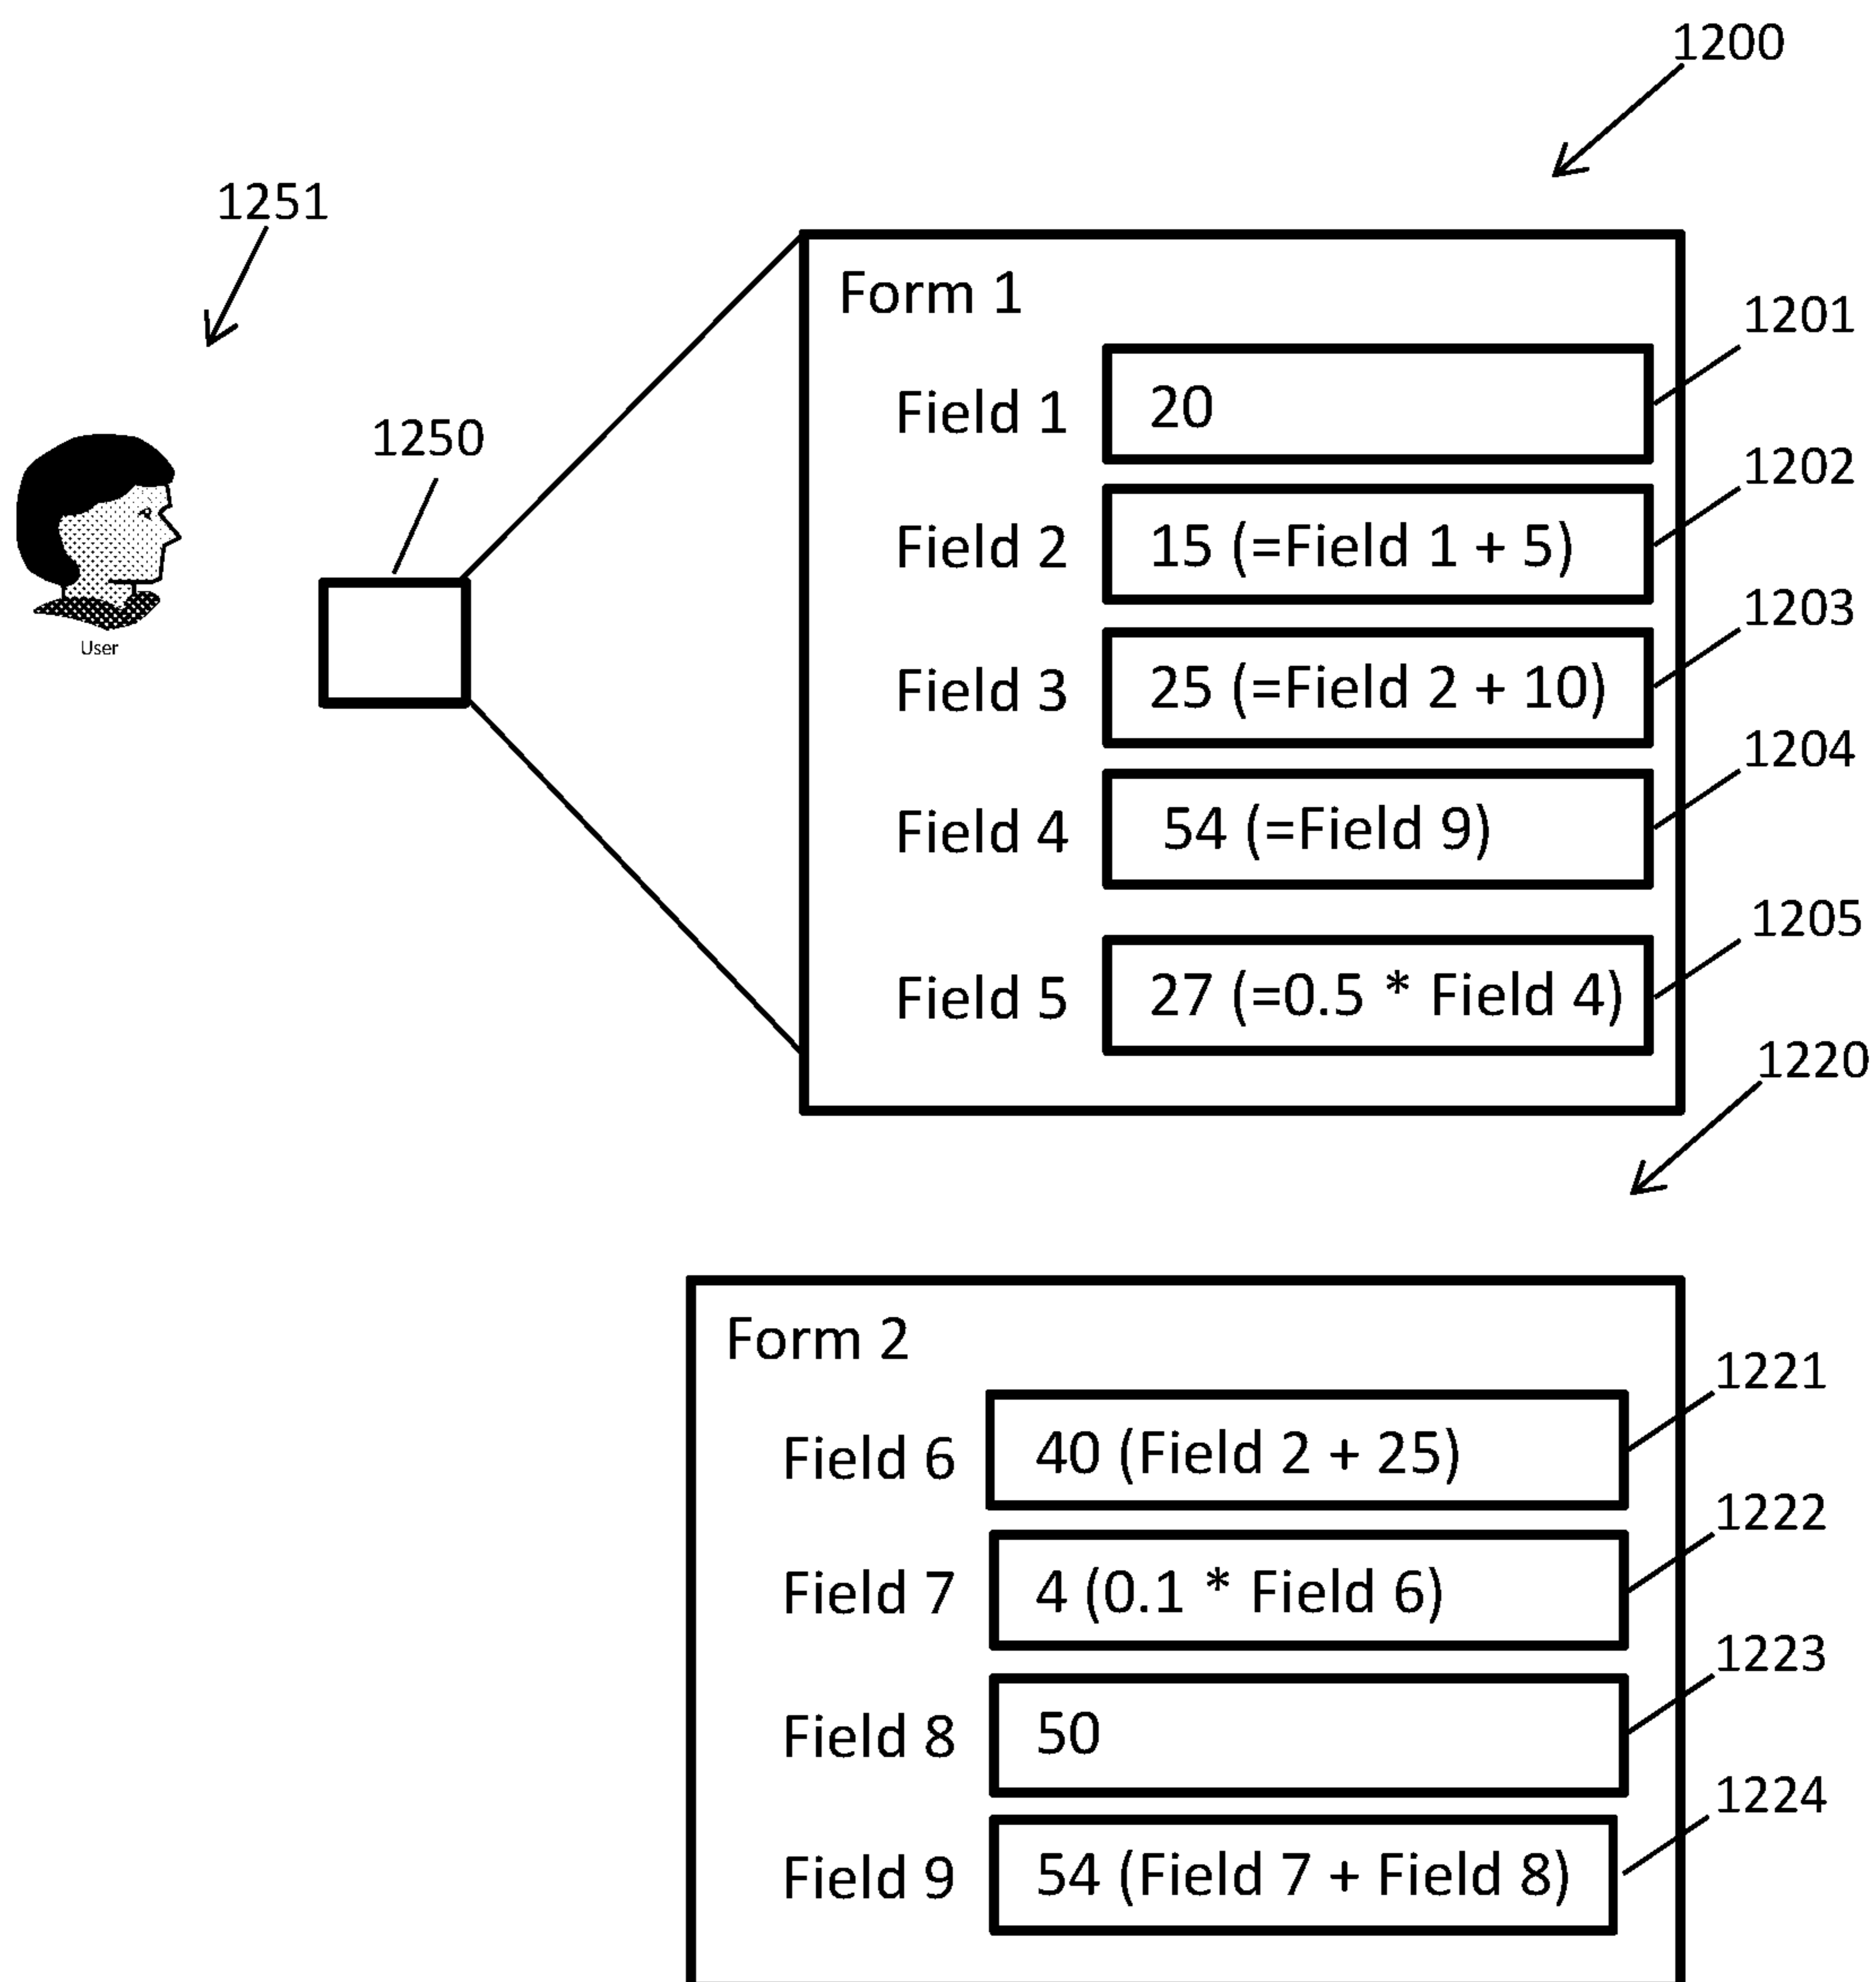 1200
1251
Form 1
1201
Field 1 20
1250
1202
Field 2 15 (=Field 1 + 5)
1203
User
Field 3 25 (=Field 2 + 10)
1204
Field 4 54 (=Field 9)
1205
Field 5 27 (=0.5 * Field 4)
1220
Form 2
1221
Field 6 40 (Field 2 + 25)
1222
Field 7 4 (0.1 * Field 6)
1223
Field 8 50
1224
Field 9 54 (Field 7 + Field 8)